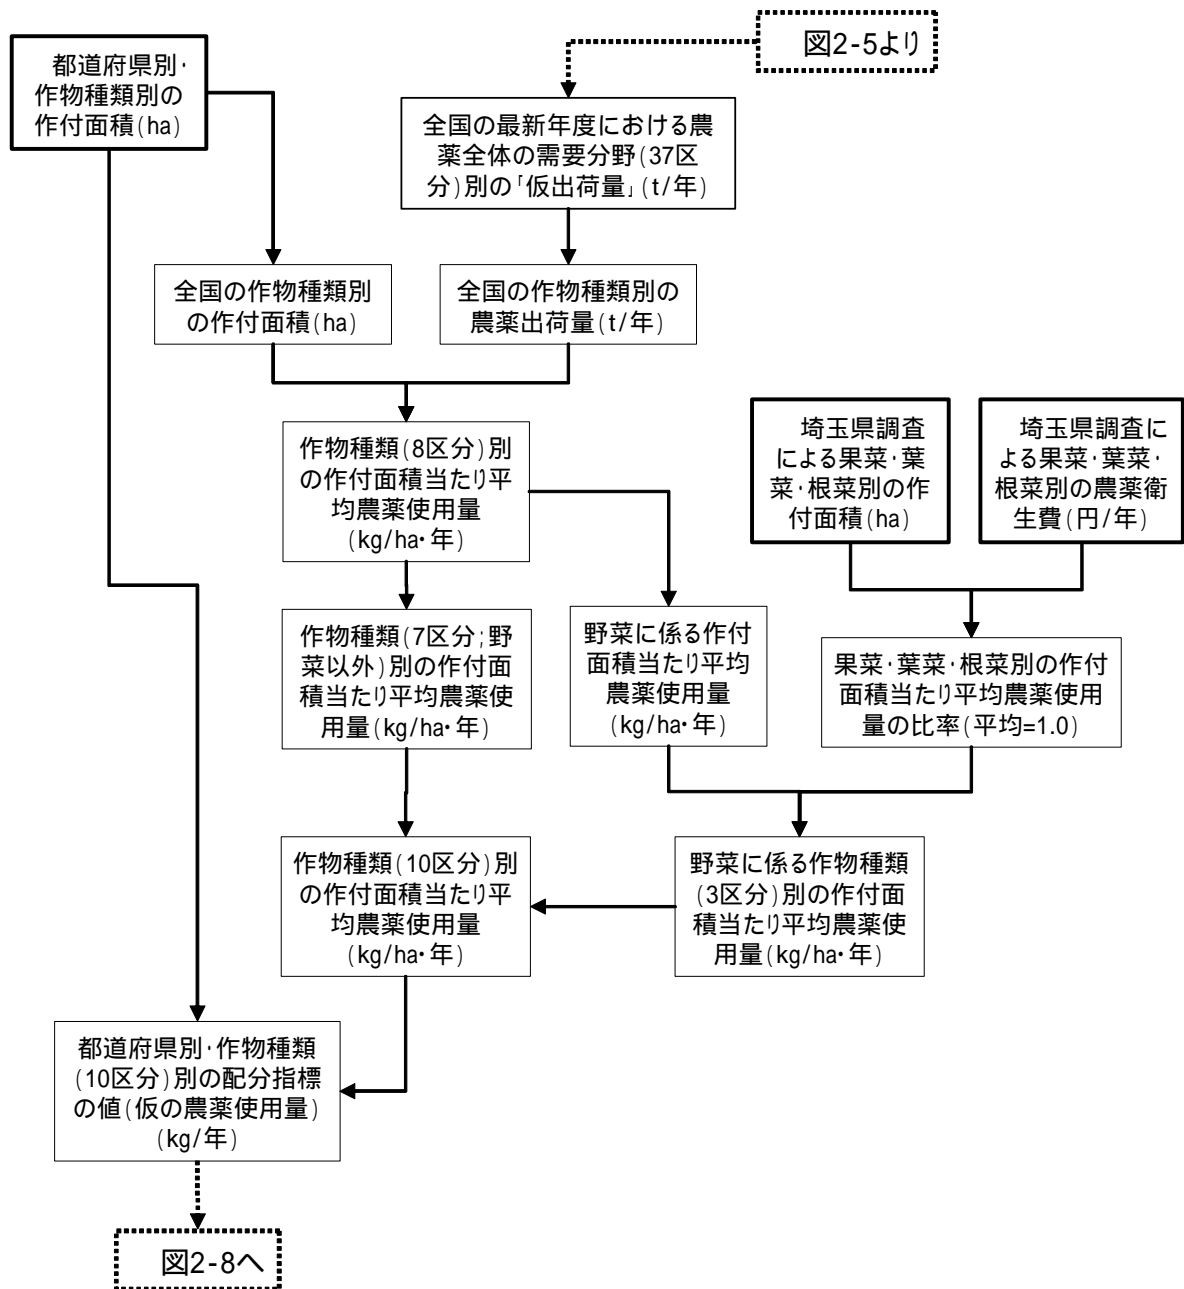 図2-5より
都道府県別・
作物種類別の
作付面積(ha)
全国の最新年度における農
薬全体の需要分野(37区
分)別の「仮出荷量」(t/年)
全国の作物種類別
の作付面積(ha)
全国の作物種類別の
農薬出荷量(t/年)
作物種類(8区分)別
の作付面積当たり平
均農薬使用量
(kg/ha・年)
埼玉県調査
による果菜・葉
菜・根菜別の作
付面積(ha)
埼玉県調査に
よる果菜・葉菜・
根菜別の農薬衛
生費(円/年)
作物種類(7区分;野
菜以外)別の作付面
積当たり平均農薬使
用量(kg/ha・年)
野菜に係る作付
面積当たり平均
農薬使用量
(kg/ha・年)
果菜・葉菜・根菜別の作付
面積当たり平均農薬使用
量の比率(平均=1.0)
作物種類(10区分)別
の作付面積当たり平
均農薬使用量
(kg/ha・年)
野菜に係る作物種類
(3区分)別の作付面
積当たり平均農薬使
用量(kg/ha・年)
都道府県別・作物種類
(10区分)別の配分指標
の値(仮の農薬使用量)
(kg/年)
図2-8へ